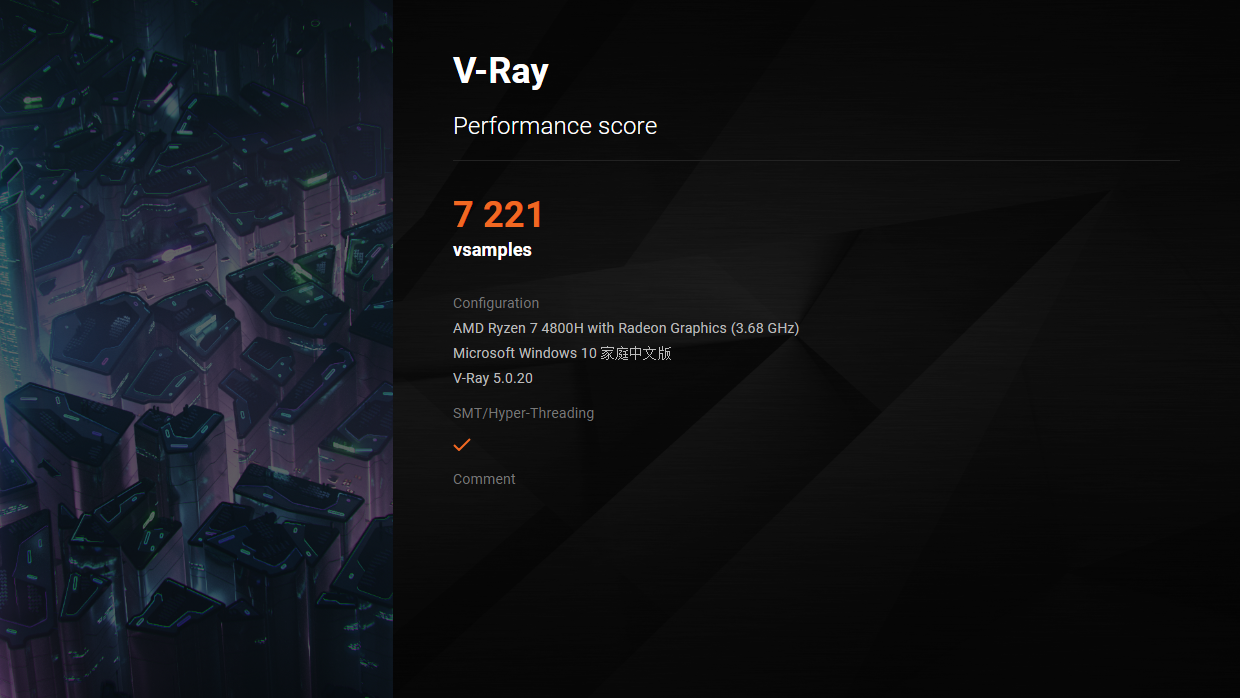 V-Ray
Performance score
7 221
vsamples
Configuration
AMD Ryzen 7 4800H with Radeon Graphics (3.68 GHz)
Microsoft Windows 10 家庭中文版
V-Ray 5.0.20
SMT/Hyper-Threading
Comment